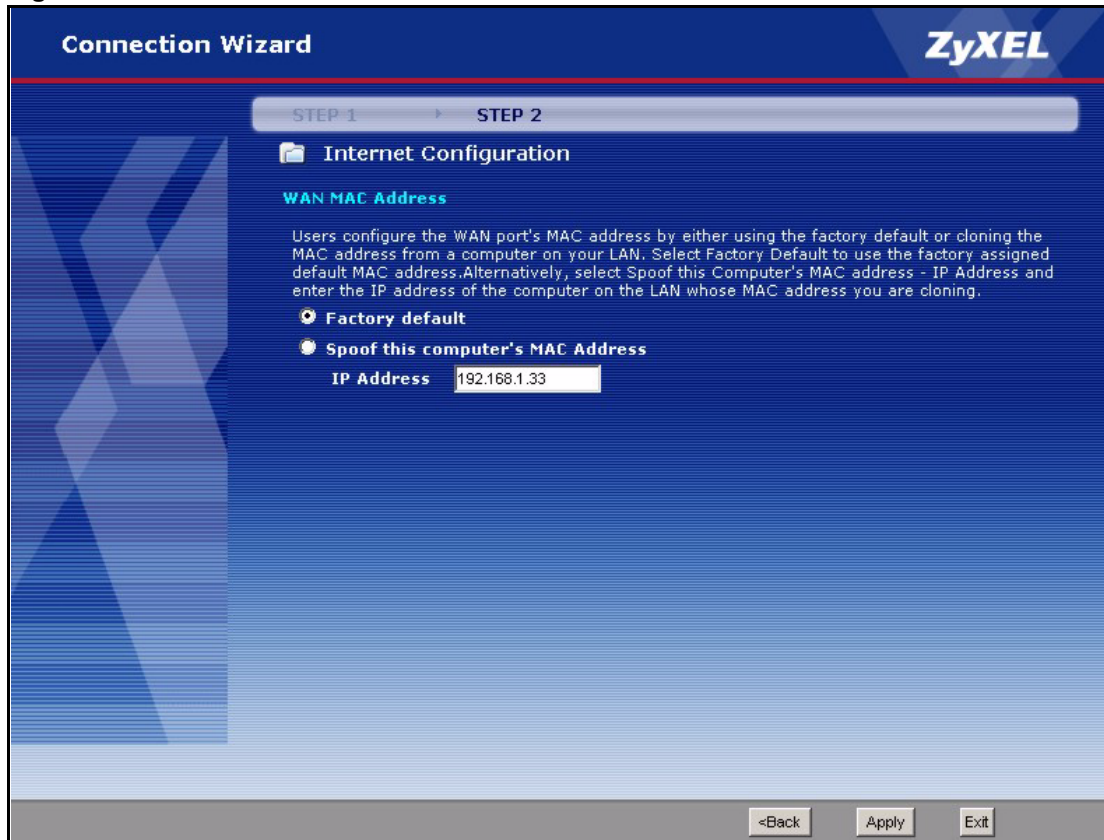 Connection Wizard
ZyXEL
STEP 1 STEP 2
Internet Configuration
WAN MAC Address
Users configure the WAN port's MAC address by either using the factory default or cloning the
MAC address from a computer on your LAN. Select Factory Default to use the factory assigned
default MAC address.Alternatively, select Spoof this Computer's MAC address - IP Address and
enter the IP address of the computer on the LAN whose MAC address you are cloning.
Factory default
Spoof this computer's MAC Address
IP Address 192.168.1.33
<Back Apply Exit